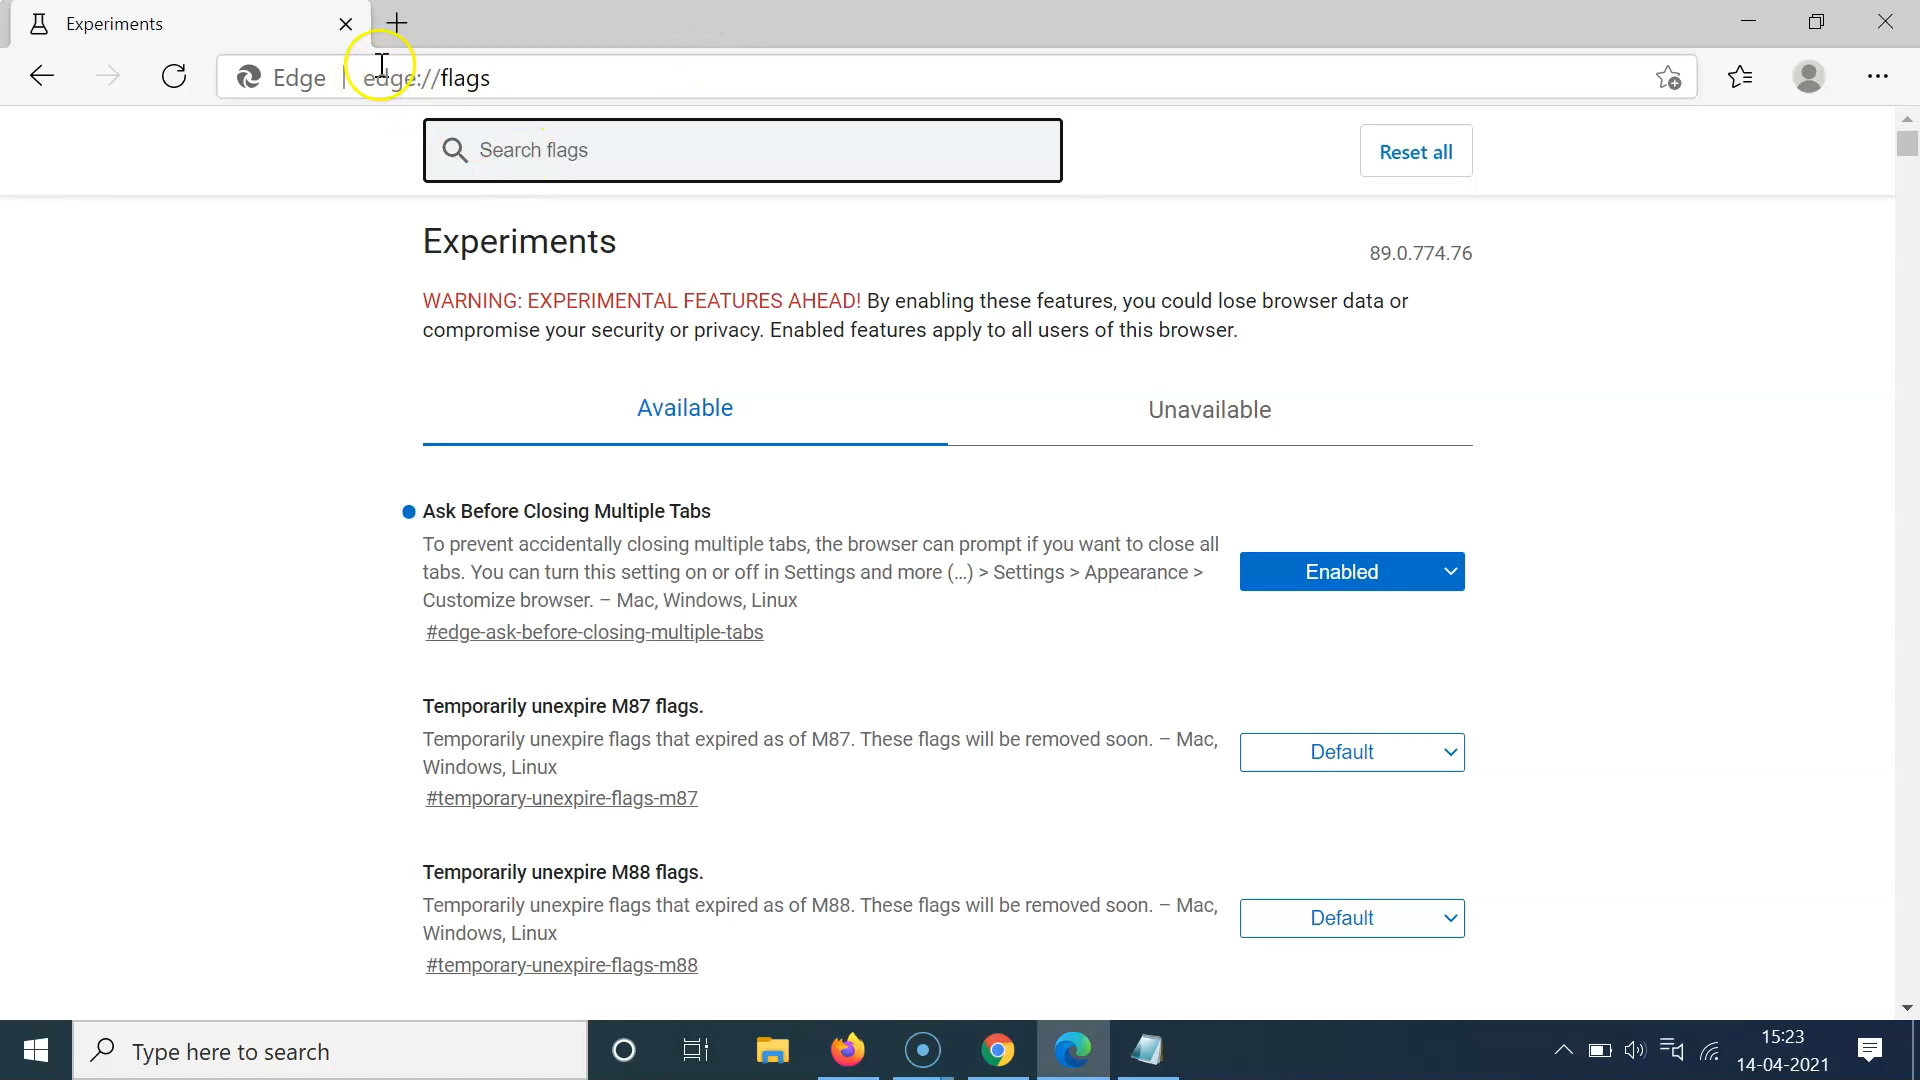 Experiments
Edge | edge://flags
Search flags
Reset all
Experiments
89.0.774.76
WARNING: EXPERIMENTAL FEATURES AHEAD! By enabling these features, you could lose browser data or
compromise your security or privacy. Enabled features apply to all users of this browser.
Available
Unavailable
Ask Before Closing Multiple Tabs
To prevent accidentally closing multiple tabs, the browser can prompt if you want to close all
tabs. You can turn this setting on or off in Settings and more (...) > Settings > Appearance >
Customize browser. – Mac, Windows, Linux
#edge-ask-before-closing-multiple-tabs
Enabled
Temporarily unexpire M87 flags.
Temporarily unexpire flags that expired as of M87. These flags will be removed soon. – Mac,
Windows, Linux
#temporary-unexpire-flags-m87
Default
Temporarily unexpire M88 flags.
Temporarily unexpire flags that expired as of M88. These flags will be removed soon. – Mac,
Windows, Linux
#temporary-unexpire-flags-m88
Default
Type here to search
15:23
14-04-2021